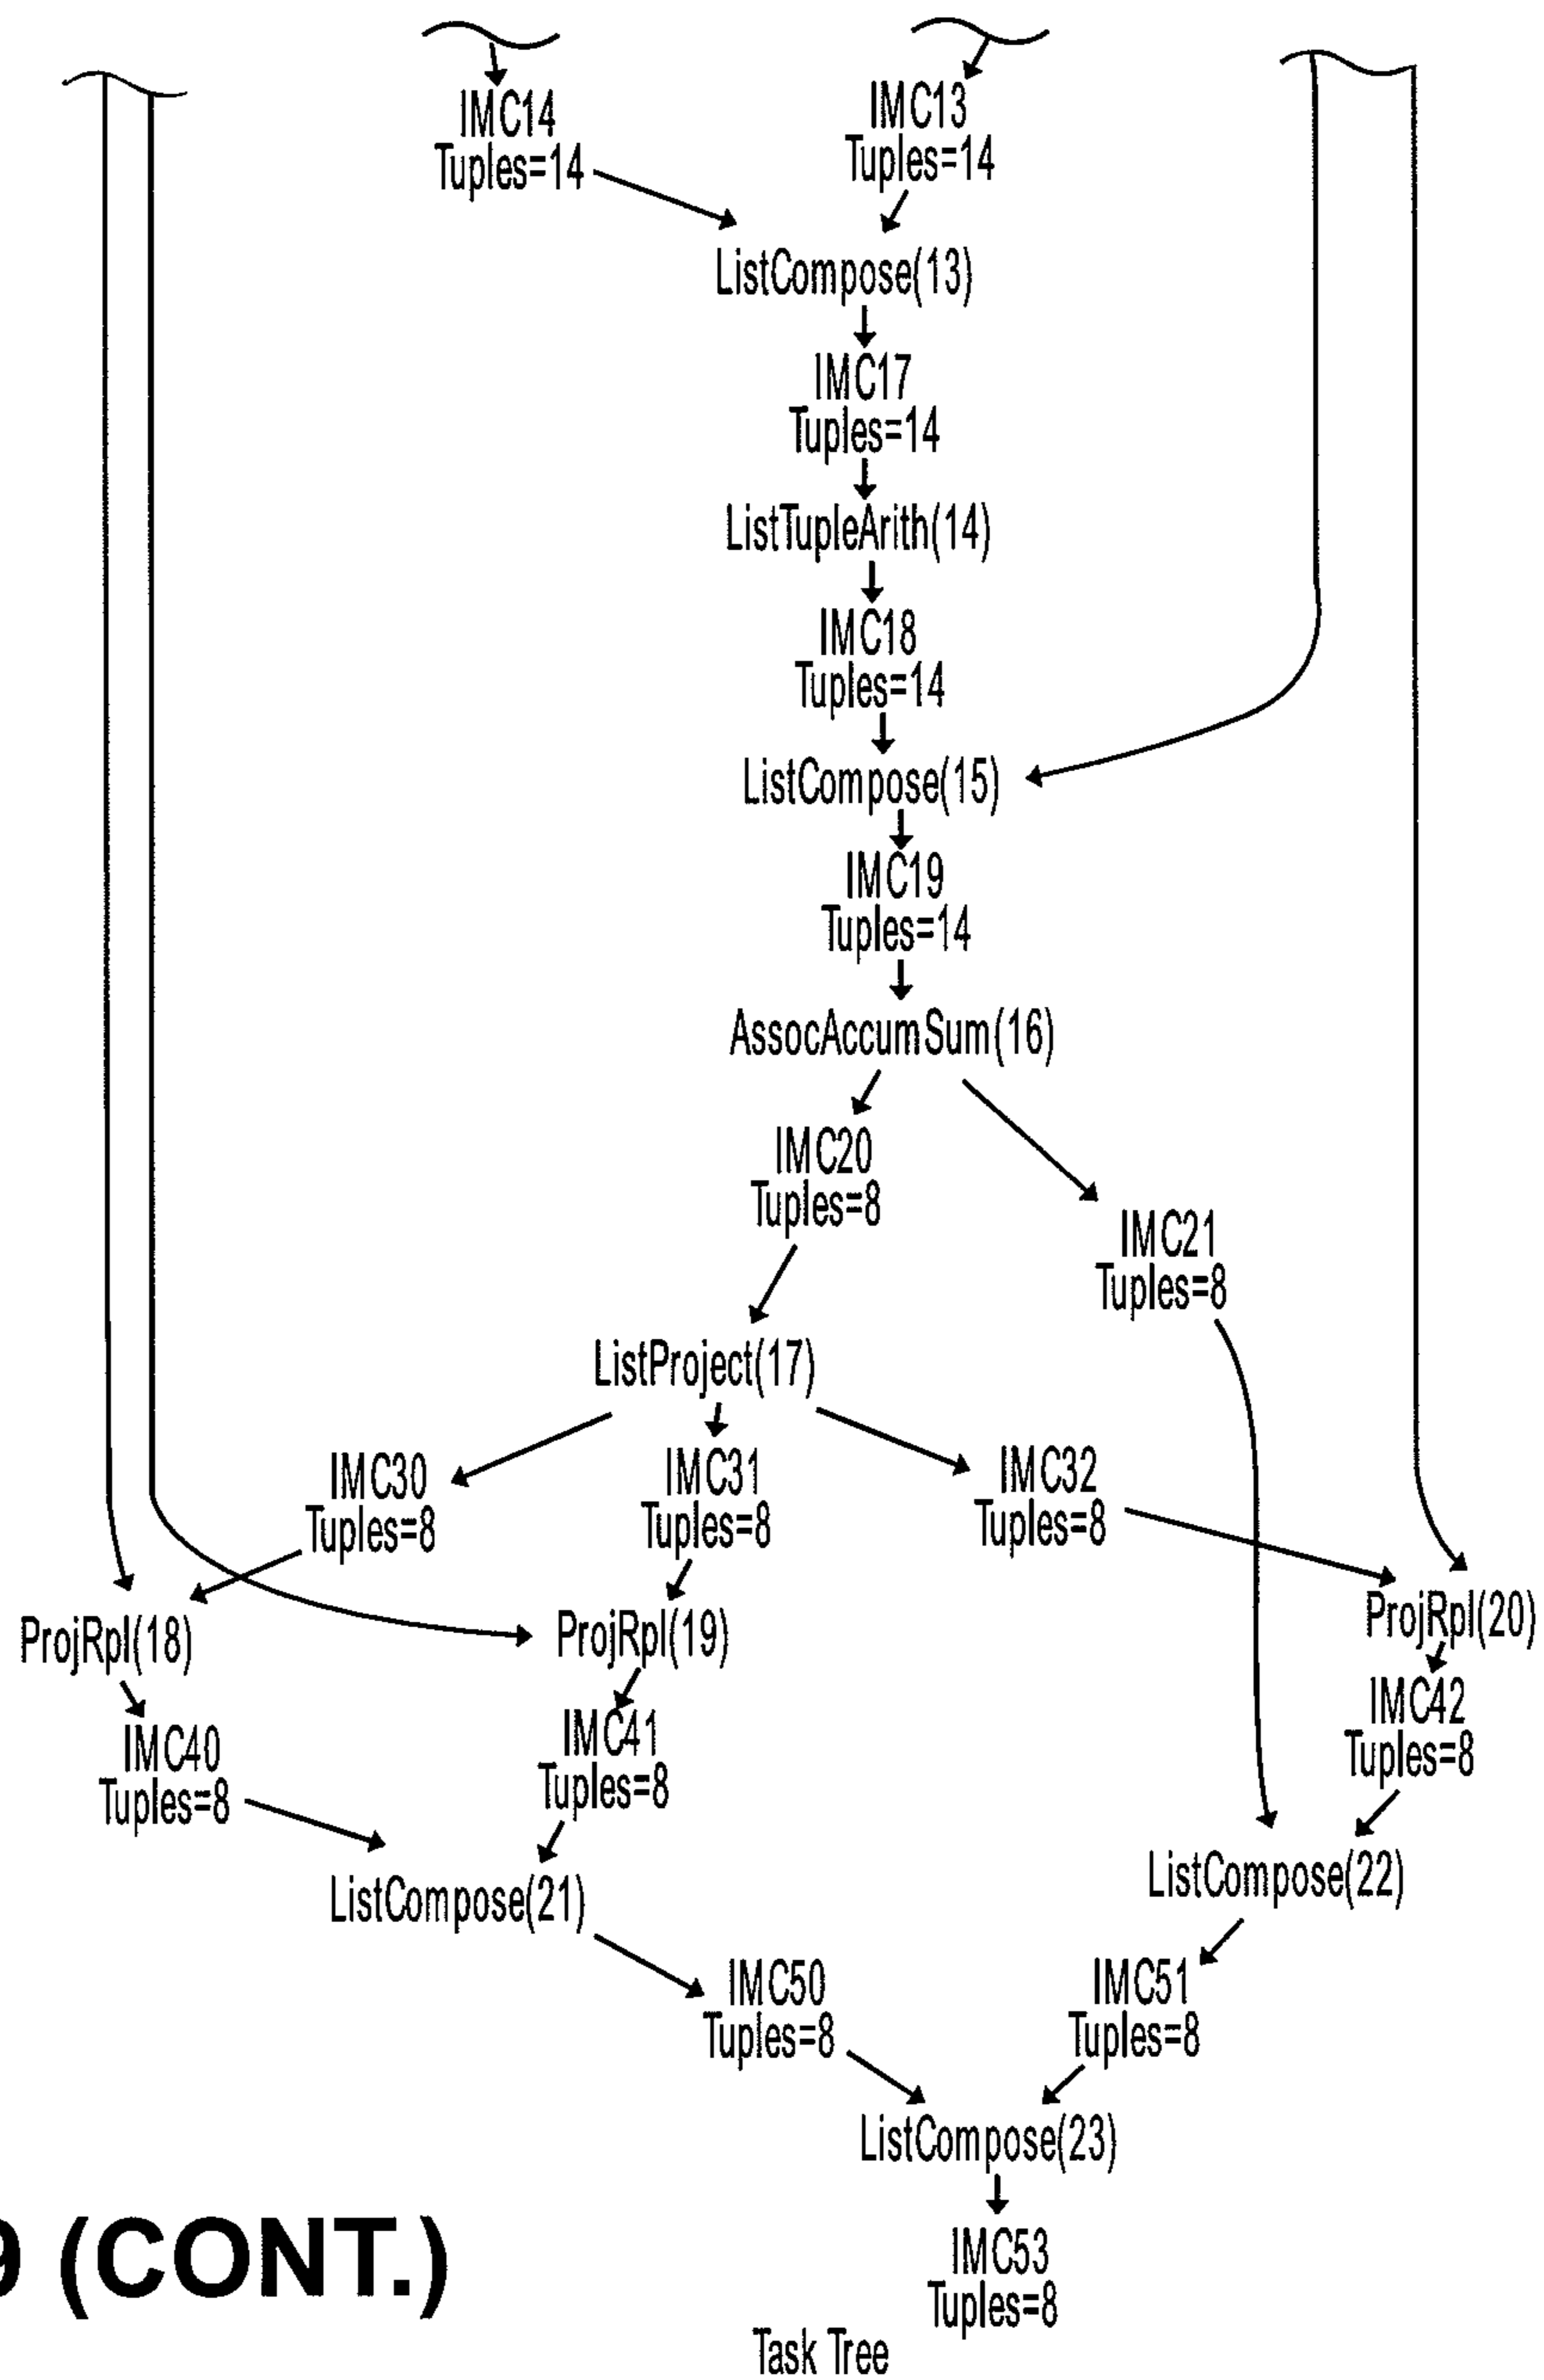 IMC14
Tuples=14
IMC13
Tuples=14
ListCompose(13)
IMC17
Tuples=14
ListTupleArith(14)
IMC18
Tuples=14
ListCompose(15)
IMC19
Tuples=14
AssocAccumSum(16)
IMC20
Tuples=8
IMC21
Tuples=8
ListProject(17)
IMC30
Tuples=8
IMC31
Tuples=8
IMC32
Tuples=8
ProjRpl(18)
ProjRpl(19)
ProjRpl(20)
IMC40
Tuples=8
IMC41
Tuples=8
IMC42
Tuples=8
ListCompose(21)
ListCompose(22)
IMC50
Tuples=8
IMC51
Tuples=8
ListCompose(23)
IMC53
Tuples=8
9 (CONT.)
Task Tree